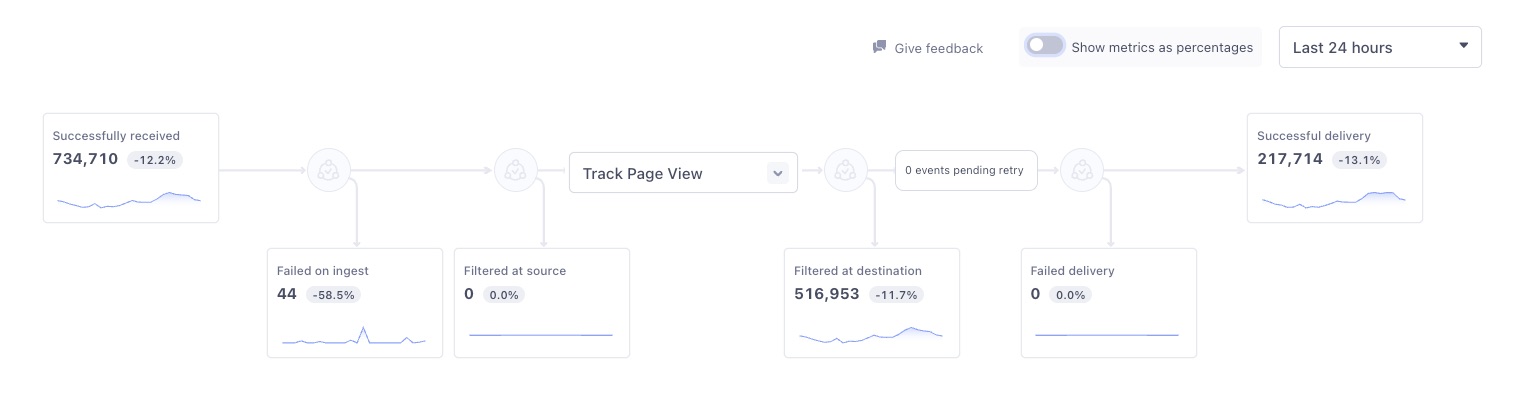 Give feedback
Show metrics as percentages
Last 24 hours
Successfully received
734,710 -12.2%
Track Page View
0 events pending retry
Successful delivery
217,714 -13.1%
Failed on ingest
44 -58.5%
Filtered at source
0 0.0%
Filtered at destination
516,953 -11.7%
Failed delivery
0 0.0%